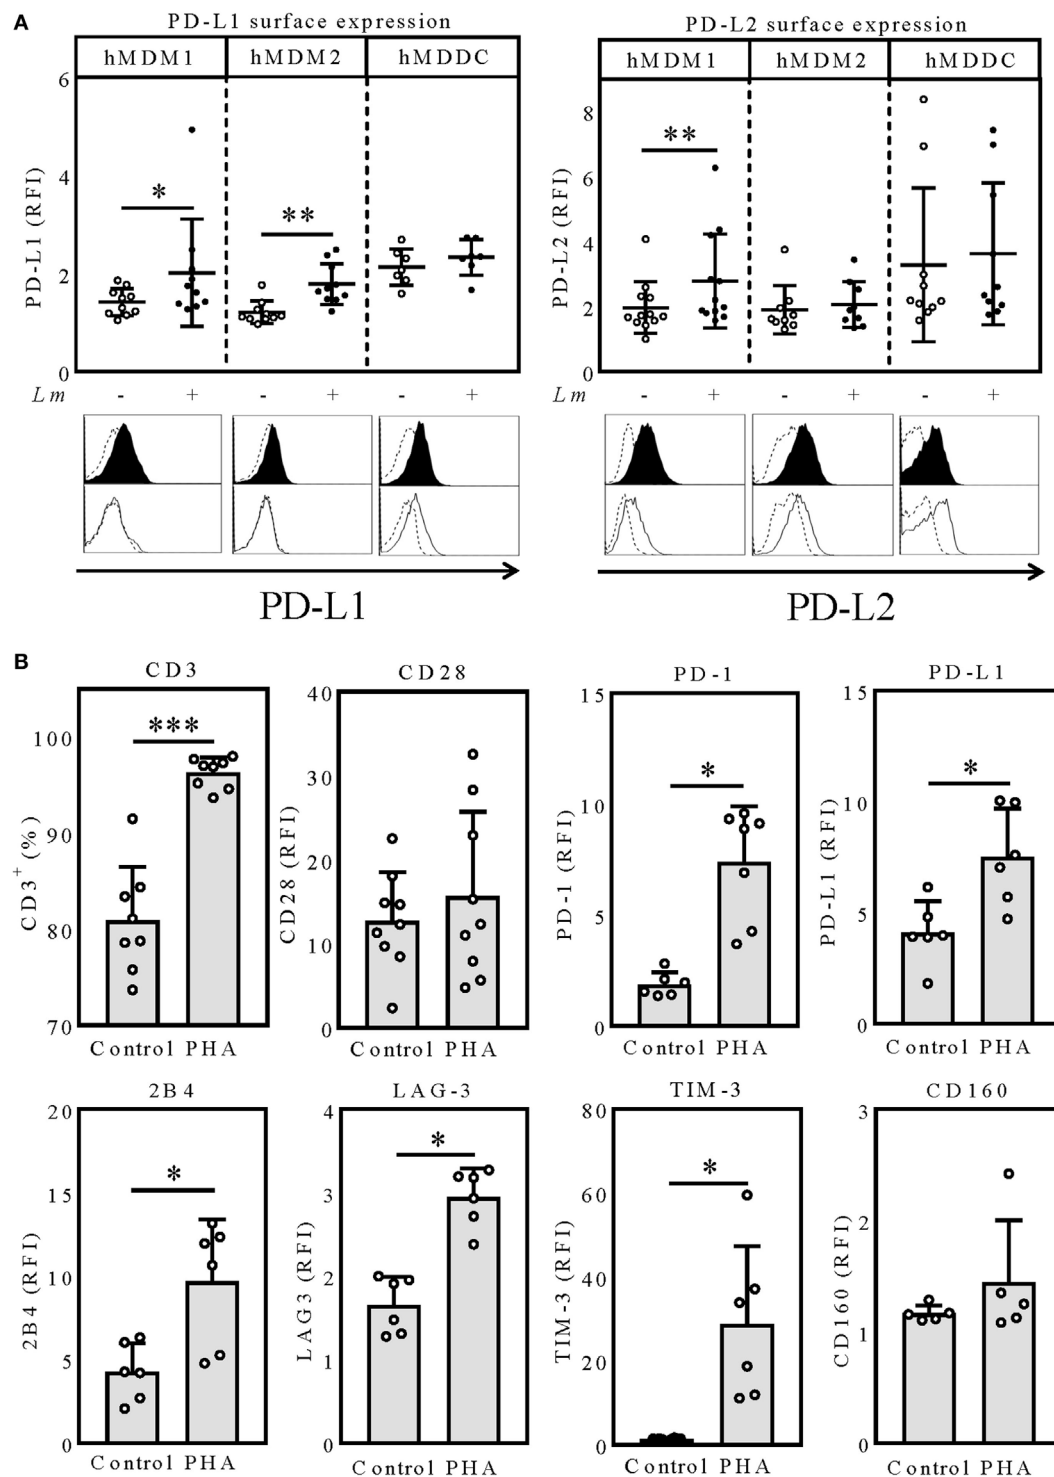 A
PD-L1 surface expression
hMDM1 hMDM2 hMDDC
PD-L1 (RFI)
6
4
2
0
* **
Lm - + - + - +
PD-L1
PD-L2 surface expression
hMDM1 hMDM2 hMDDC
PD-L2 (RFI)
8
6
4
2
0
**
Lm - + - + - +
PD-L2
B
CD3
CD3+ (%)
100
90
80
70
***
Control PHA
CD28
CD28 (RFI)
40
30
20
10
0
Control PHA
PD-1
PD-1 (RFI)
15
10
5
0
*
Control PHA
PD-L1
PD-L1 (RFI)
15
10
5
0
*
Control PHA
2B4
2B4 (RFI)
20
15
10
5
0
*
Control PHA
LAG-3
LAG3 (RFI)
4
3
2
1
0
*
Control PHA
TIM-3
TIM-3 (RFI)
80
60
40
20
0
*
Control PHA
CD160
CD160 (RFI)
3
2
1
0
Control PHA